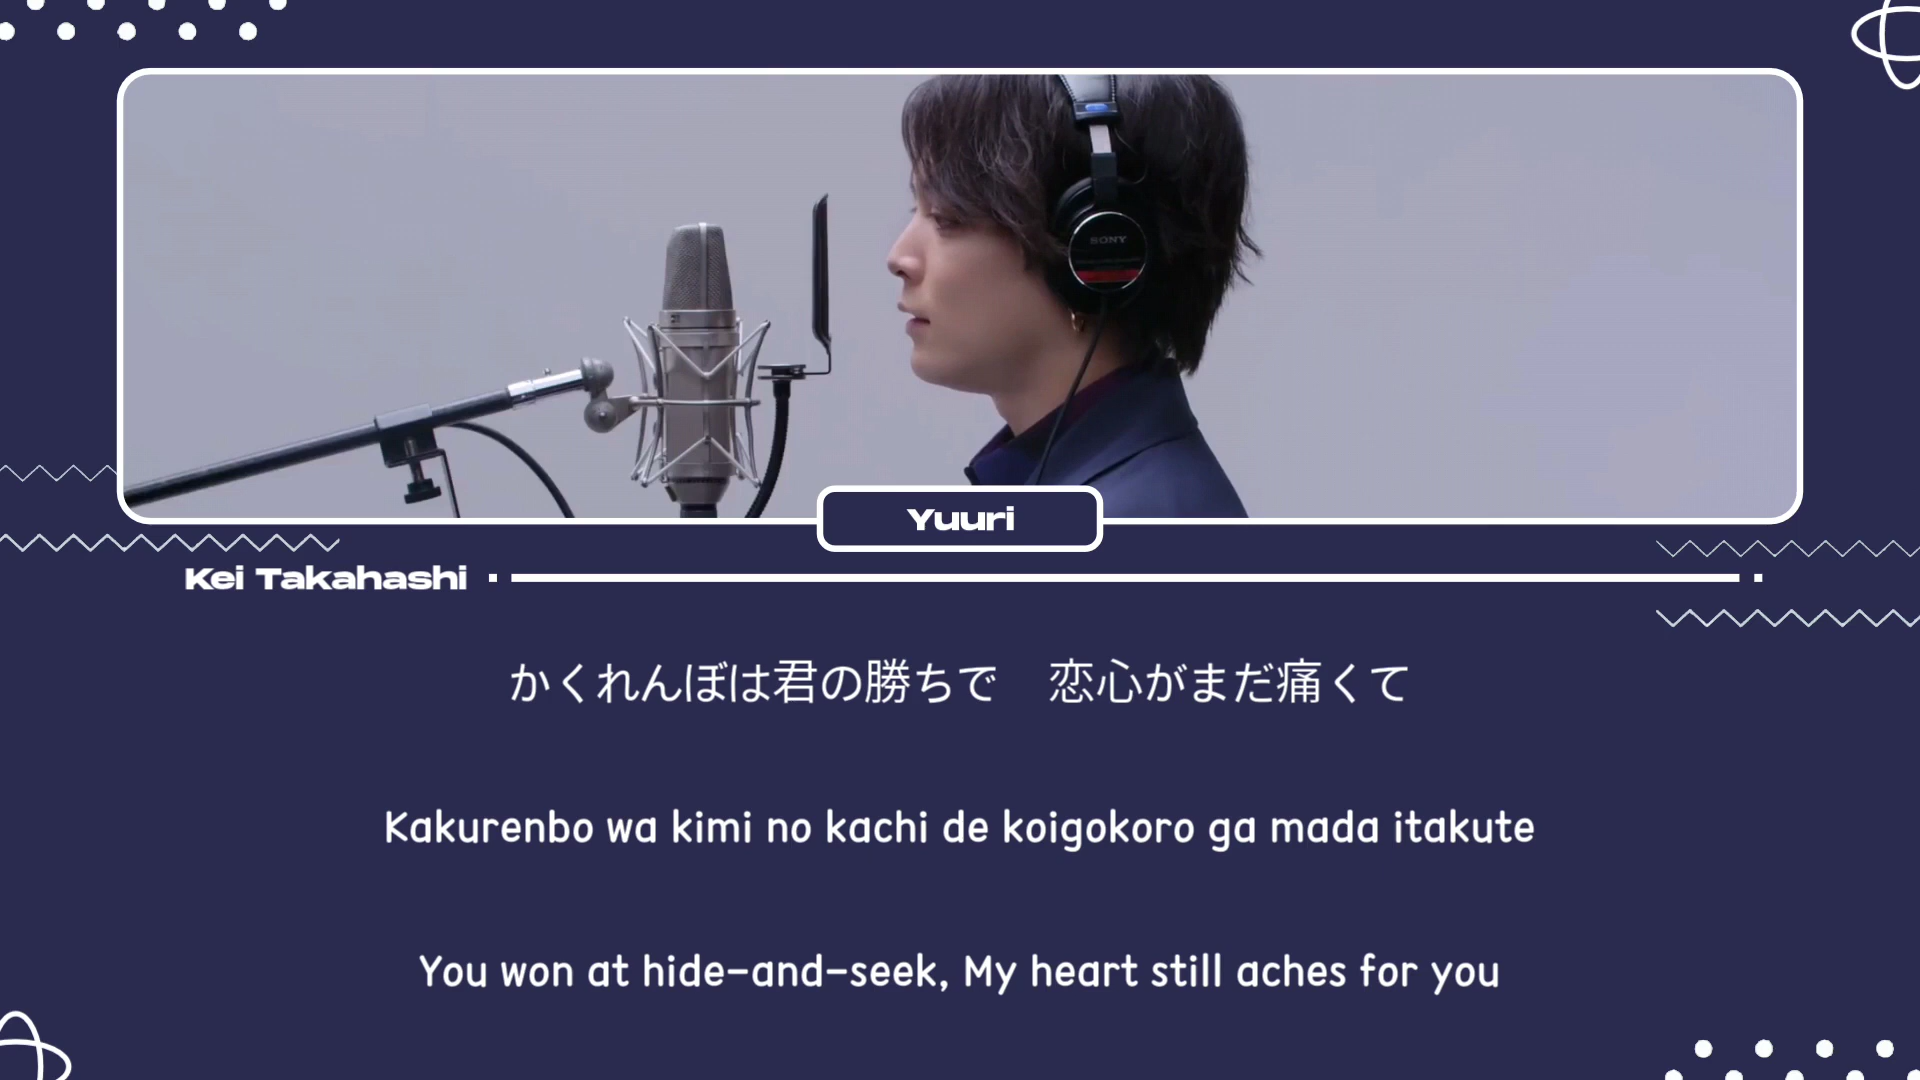 SONY
Yuuri
Kei Takahashi
かくれんぼは君の勝ちで　恋心がまだ痛くて
Kakurenbo wa kimi no kachi de koigokoro ga mada itakute
You won at hide-and-seek, My heart still aches for you